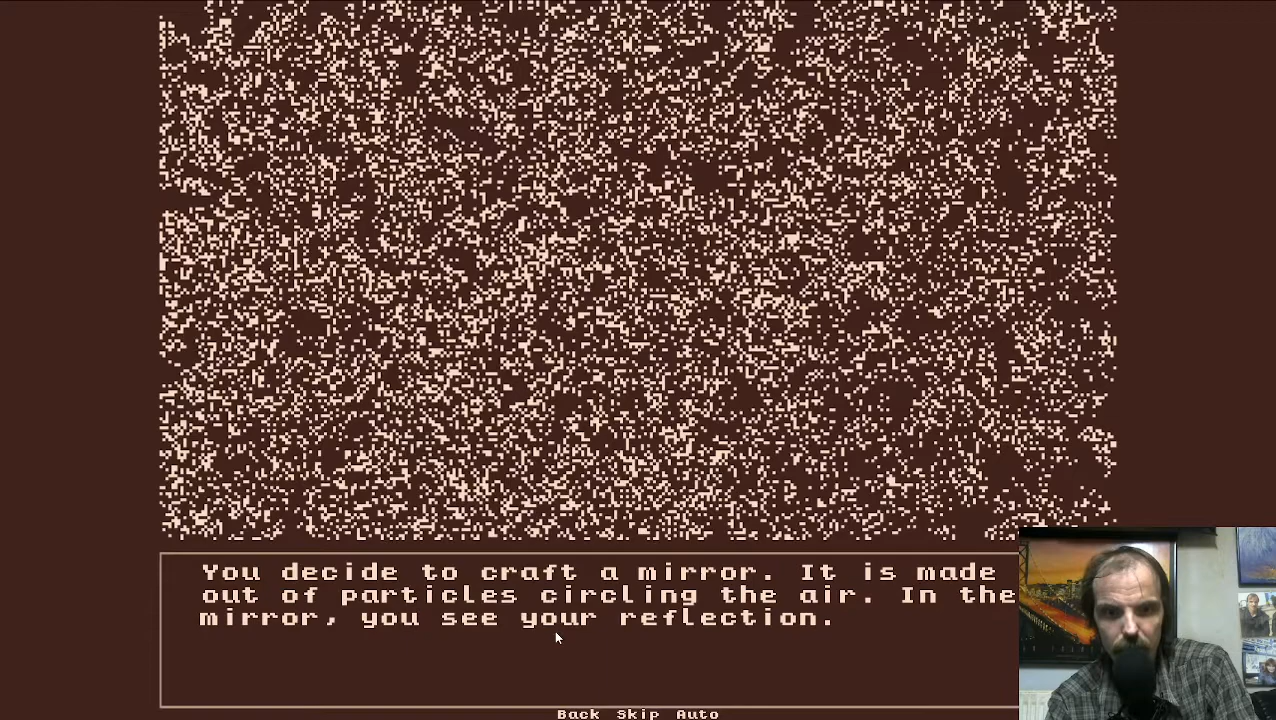 You decide to craft a mirror. It is made
out of particles circling the air. In the
mirror, you see your reflection.
Back Skip Auto